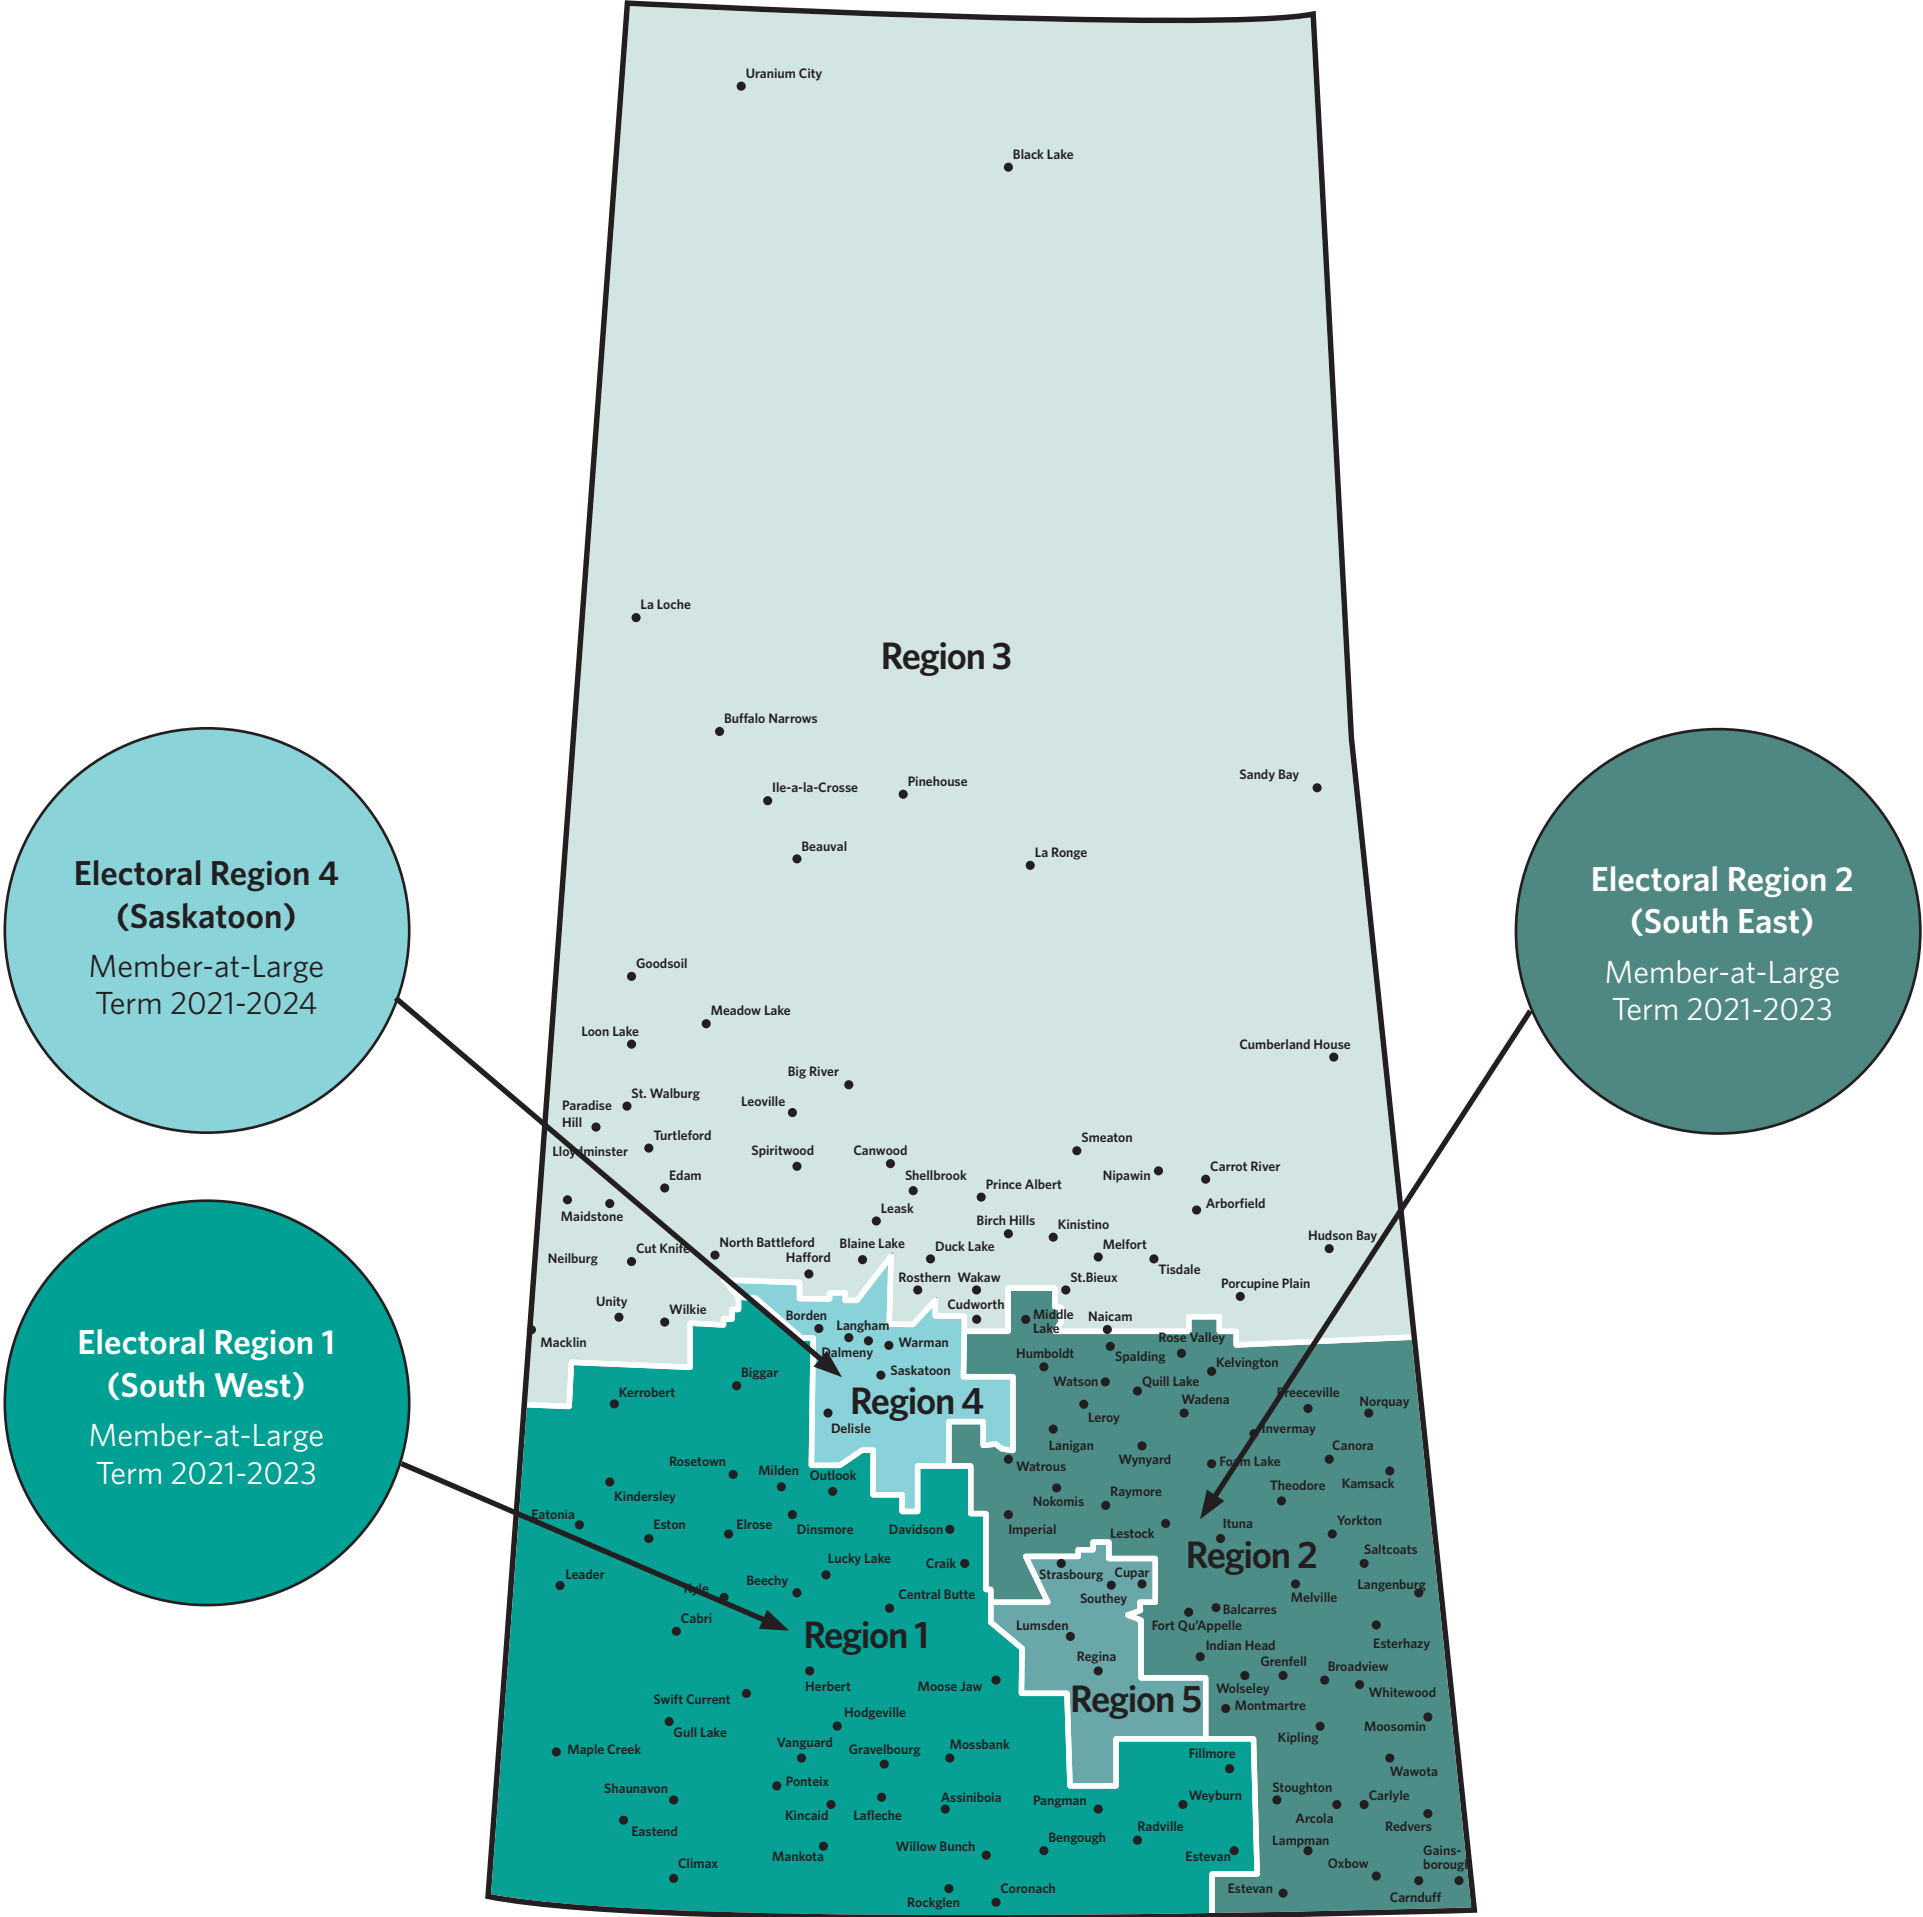 Uranium City
Black Lake
La Loche
Region 3
Buffalo Narrows
Sandy Bay
Pinehouse
Ile-a-la-Crosse
Beauval
La Ronge
Electoral Region 4
(Saskatoon)
Member-at-Large
Term 2021-2024
Electoral Region 2
(South East)
Member-at-Large
Term 2021-2023
Goodsoil
Meadow Lake
Loon Lake
Cumberland House
Big River
St. Walburg
Leoville
Paradise
Hill
Turtleford
Smeaton
Lloydminster
Spiritwood
Canwood
Carrot River
Edam
Shellbrook
Nipawin
Prince Albert
Arborfield
Leask
Maidstone
Birch Hills
Kinistino
Hudson Bay
North Battleford
Blaine Lake
Duck Lake
Melfort
Cut Knife
Neilburg
Hafford
Tisdale
Rosthern
Wakaw
St.Bieux
Porcupine Plain
Unity
Wilkie
Cudworth
Borden
Middle
Lake
Naicam
Langham
Macklin
Warman
Rose Valley
Dalmeny
Humboldt
Spalding
Kelvington
Saskatoon
Biggar
Watson
Quill Lake
Kerrobert
Region 4
Wadena
Preeceville
Norquay
Leroy
Delisle
Invermay
Lanigan
Canora
Wynyard
Foam Lake
Rosetown
Milden
Outlook
Watrous
Kamsack
Theodore
Kindersley
Raymore
Nokomis
Eatonia
Eston
Elrose
Dinsmore
Davidson
Imperial
Lestock
Ituna
Yorkton
Region 2
Saltcoats
Lucky Lake
Craik
Leader
Strasbourg
Cupar
Kyle
Beechy
Langenburg
Central Butte
Southey
Melville
Cabri
Balcarres
Lumsden
Fort Qu'Appelle
Region 1
Esterhazy
Indian Head
Regina
Grenfell
Broadview
Herbert
Moose Jaw
Wolseley
Whitewood
Swift Current
Region 5
Montmartre
Hodgeville
Gull Lake
Moosomin
Kipling
Vanguard
Gravelbourg
Mossbank
Maple Creek
Fillmore
Wawota
Ponteix
Shaunavon
Stoughton
Assiniboia
Pangman
Weyburn
Carlyle
Kincaid
Lafleche
Arcola
Redvers
Eastend
Radville
Bengough
Willow Bunch
Lampman
Mankota
Estevan
Gains-
borough
Climax
Oxbow
Coronach
Estevan
Carnduff
Rockglen
Electoral Region 1
(South West)
Member-at-Large
Term 2021-2023